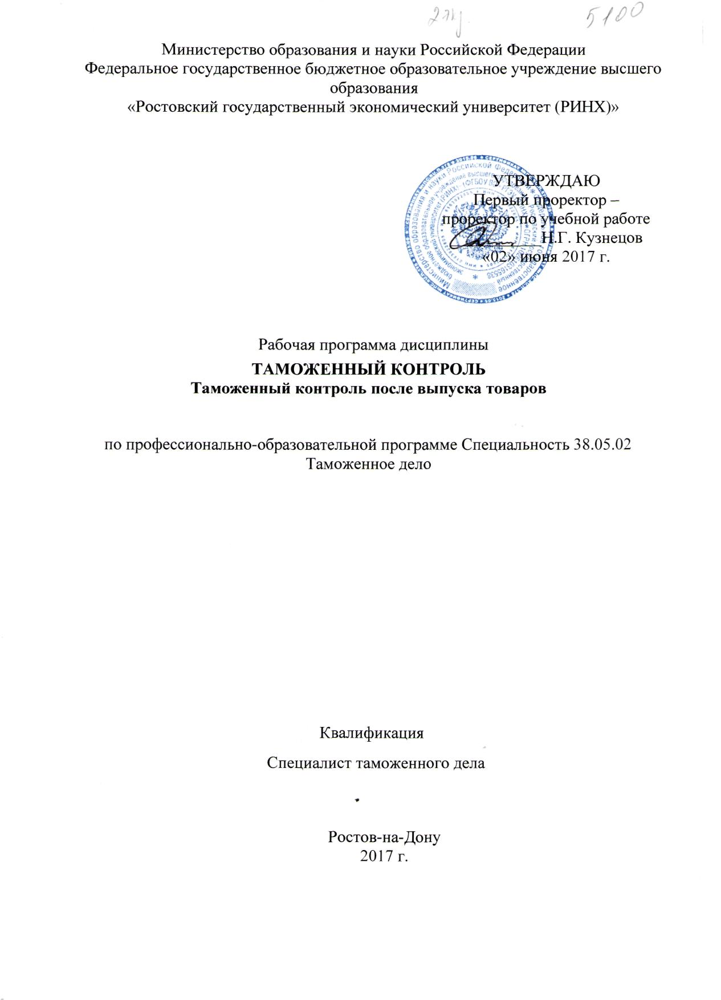 5100
Министерство образования и науки Российской Федерации
Федеральное государственное бюджетное образовательное учреждение высшего
образования
«Ростовский государственный экономический университет (РИНХ)»
УТВЕРЖДАЮ
Первый проректор –
проректор по учебной работе
Н.Г. Кузнецов
«02» июня 2017 г.
Рабочая программа дисциплины
ТАМОЖЕННЫЙ КОНТРОЛЬ
Таможенный контроль после выпуска товаров
по профессионально-образовательной программе Специальность 38.05.02
Таможенное дело
Квалификация
Специалист таможенного дела
Ростов-на-Дону
2017 г.